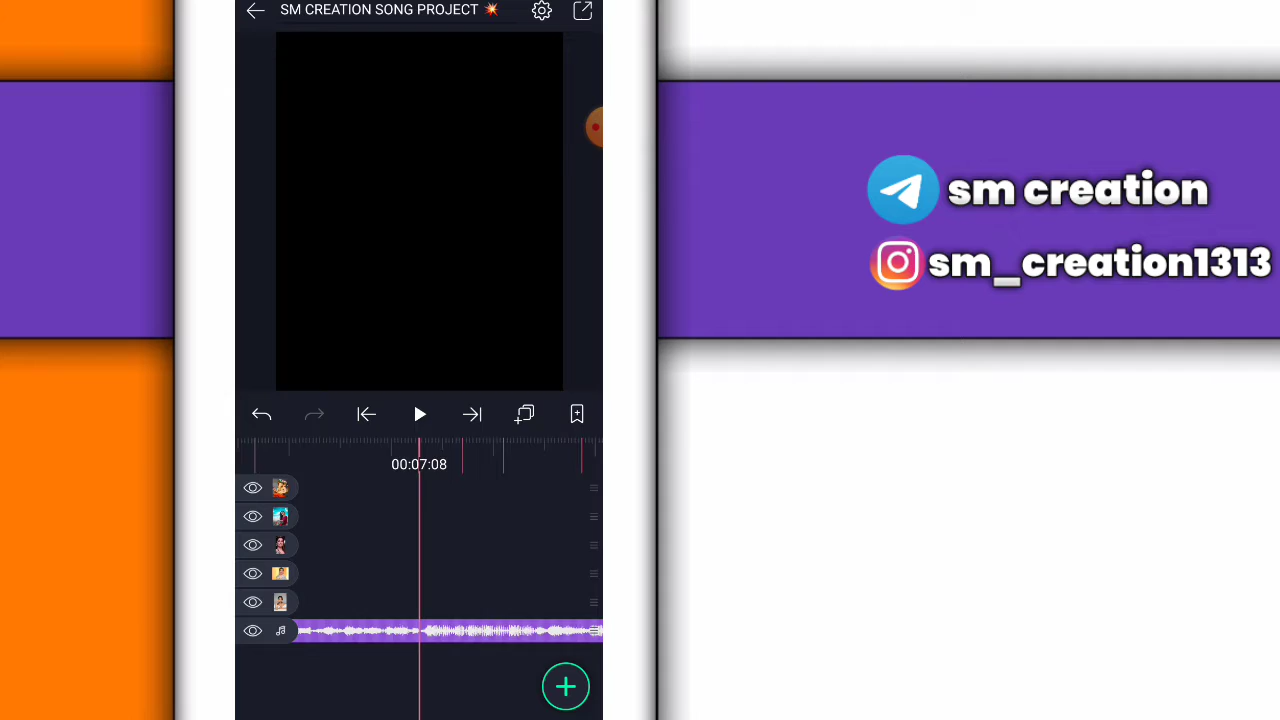 SM CREATION SONG PROJECT 💥
sm creation
sm_creation1313
00:07:08